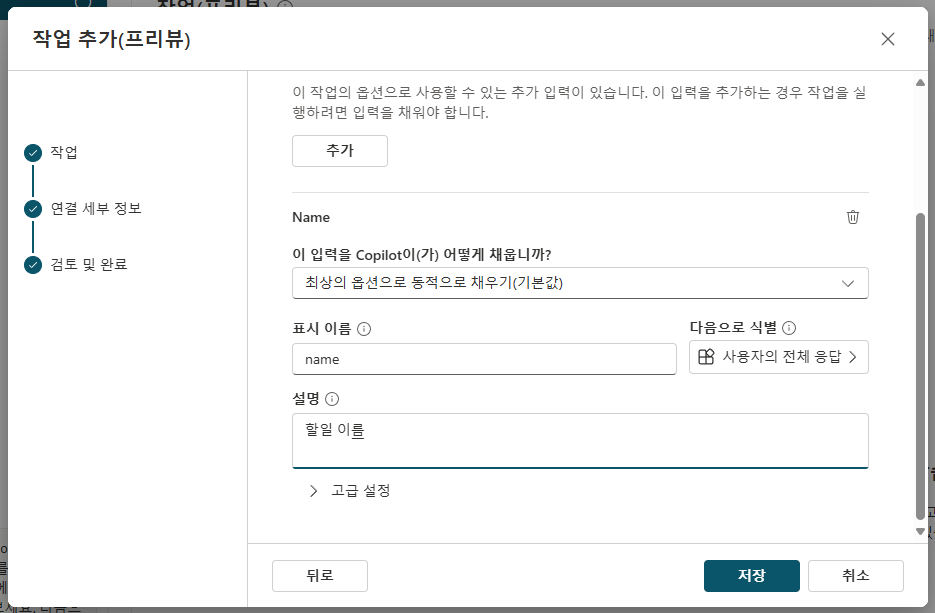 작업 추가(프리뷰)
이 작업의 옵션으로 사용할 수 있는 추가 입력이 있습니다. 이 입력을 추가하는 경우 작업을 실
행하려면 입력을 채워야 합니다.
추가
작업
연결 세부 정보
검토 및 완료
Name
이 입력을 Copilot이(가) 어떻게 채웁니까?
최상의 옵션으로 동적으로 채우기(기본값)
표시 이름
다음으로 식별
name
사용자의 전체 응답
설명
할일 이름
고급 설정
뒤로
저장
취소